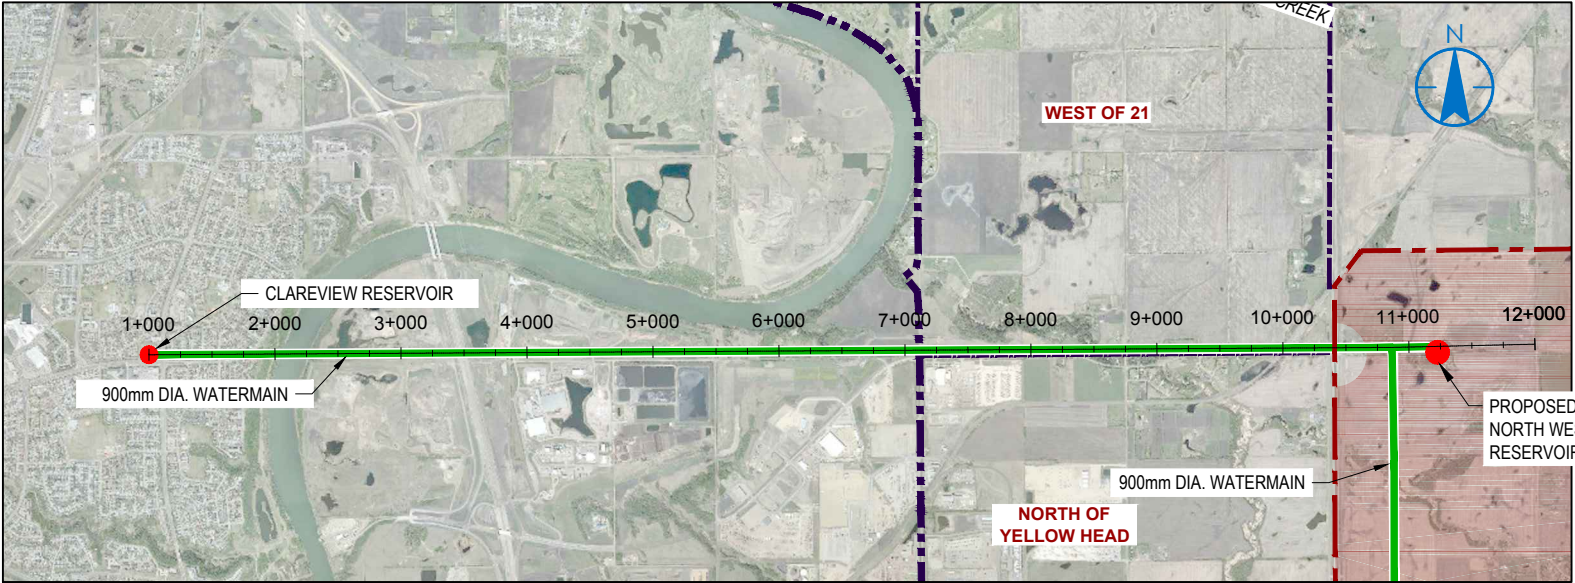 CREEK
N
WEST OF 21
CLAREVIEW RESERVOIR
1+000
2+000
3+000
4+000
5+000
6+000
7+000
8+000
9+000
10+000
11+000
12+000
900mm DIA. WATERMAIN
PROPOSED
NORTH WE
RESERVOIR
900mm DIA. WATERMAIN
NORTH OF
YELLOW HEAD